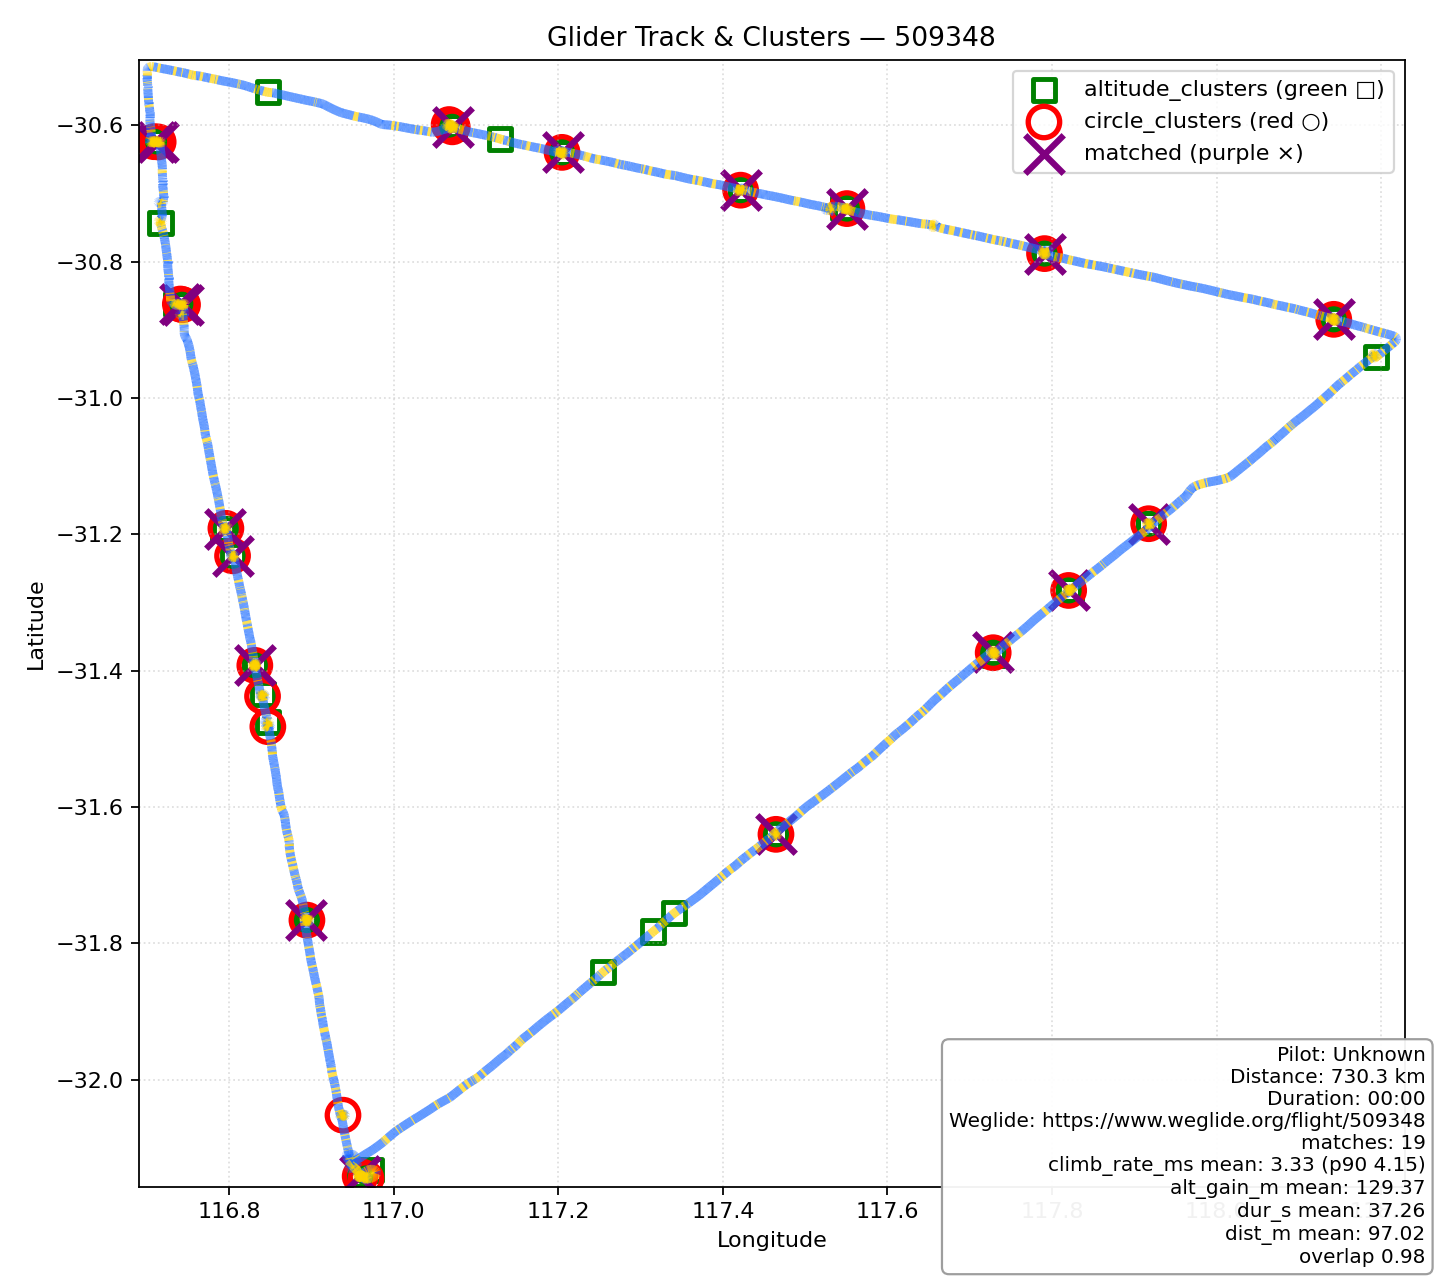 Glider Track & Clusters — 509348
altitude_clusters (green □)
circle_clusters (red ○)
matched (purple ×)
Latitude
−30.6
−30.8
−31.0
−31.2
−31.4
−31.6
−31.8
−32.0
116.8 117.0 117.2 117.4 117.6 117.8 118.0
Longitude
Pilot: Unknown
Distance: 730.3 km
Duration: 00:00
Weglide: https://www.weglide.org/flight/509348
matches: 19
climb_rate_ms mean: 3.33 (p90 4.15)
alt_gain_m mean: 129.37
dur_s mean: 37.26
dist_m mean: 97.02
overlap 0.98